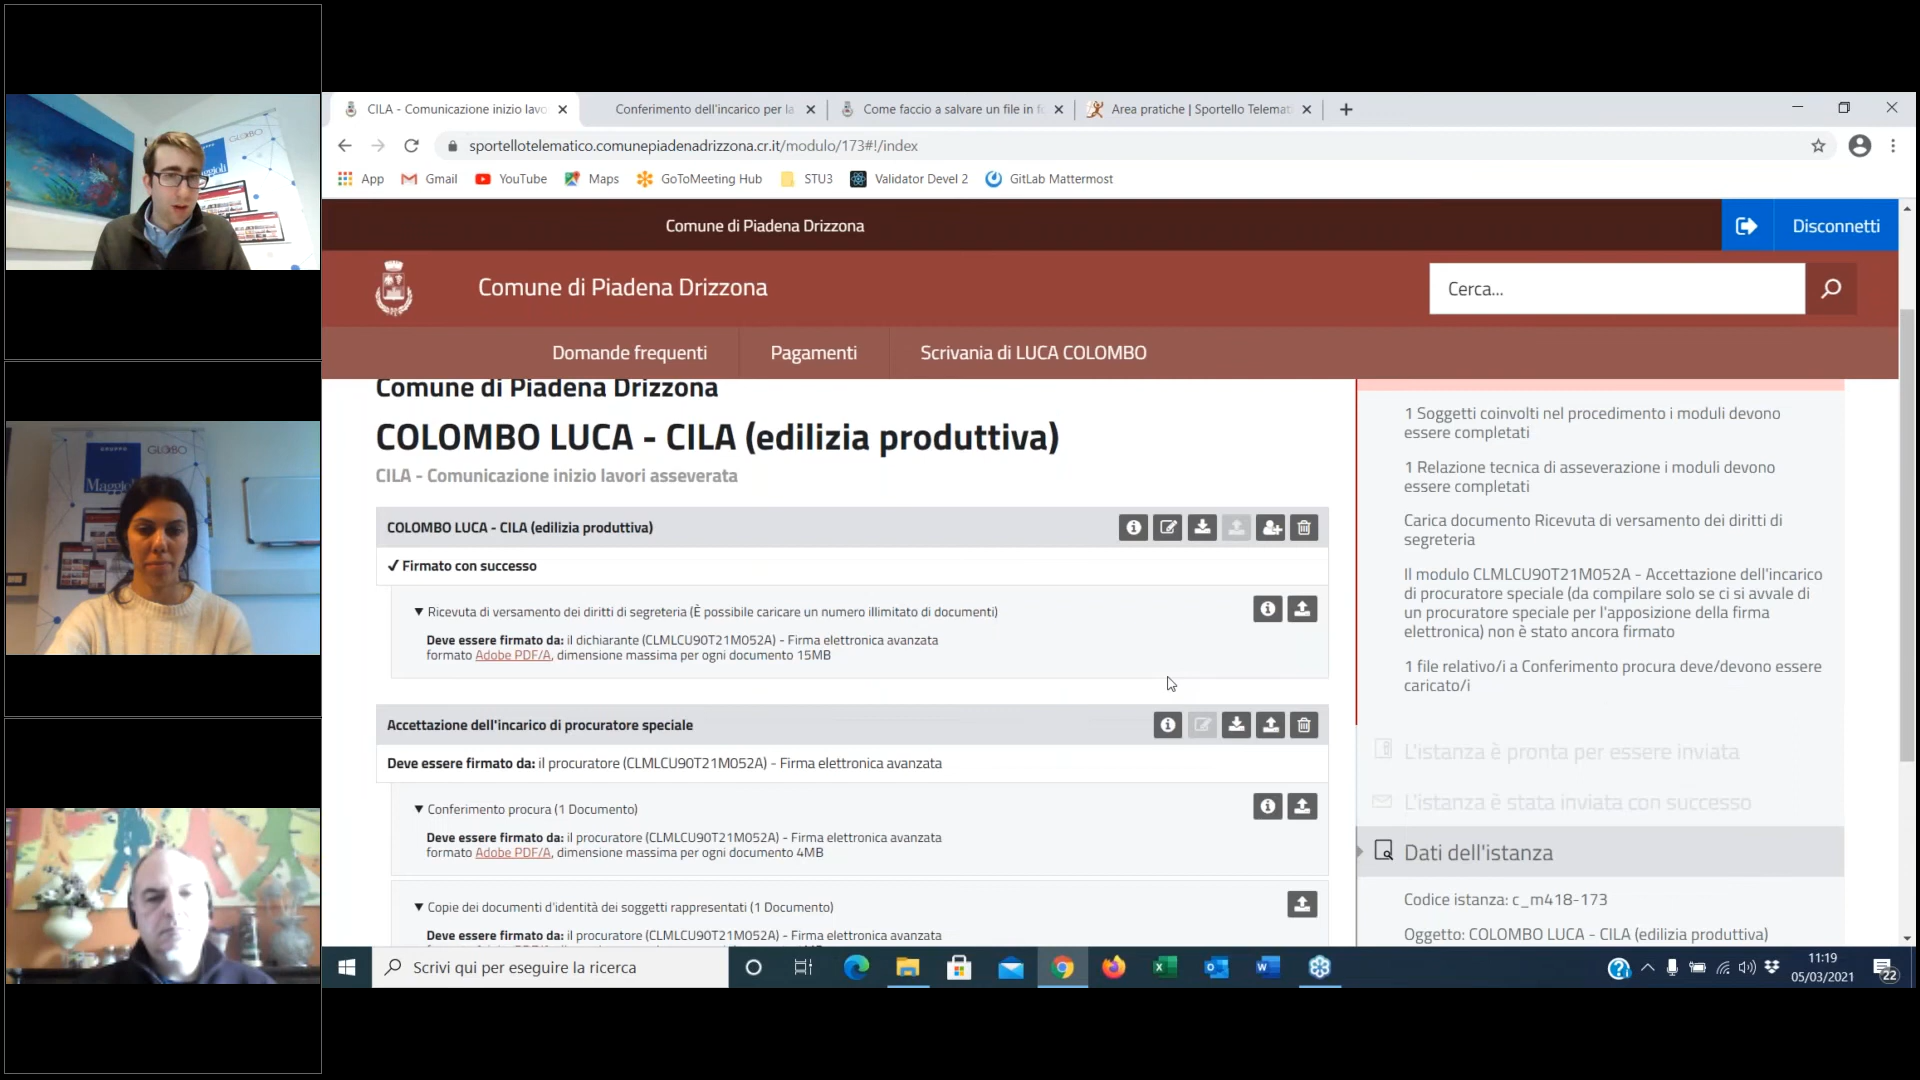 CILA - Comunicazione inizio lavo
Conferimento dell'incarico per la
Come faccio a salvare un file in fo
Area pratiche | Sportello Telemat
sportellotelematico.comunepiadenadrizzona.cr.it/modulo/173#!/index
App
Gmail
YouTube
Maps
GoToMeeting Hub
STU3
Validator Devel 2
GitLab Mattermost
Comune di Piadena Drizzona
Disconnetti
Comune di Piadena Drizzona
Cerca...
Domande frequenti
Pagamenti
Scrivania di LUCA COLOMBO
Comune di Piadena Drizzona
COLOMBO LUCA - CILA (edilizia produttiva)
CILA - Comunicazione inizio lavori asseverata
COLOMBO LUCA - CILA (edilizia produttiva)
✓ Firmato con successo
▼ Ricevuta di versamento dei diritti di segreteria (È possibile caricare un numero illimitato di documenti)
Deve essere firmato da: il dichiarante (CLMLCU90T21M052A) - Firma elettronica avanzata
formato Adobe PDF/A, dimensione massima per ogni documento 15MB
Accettazione dell'incarico di procuratore speciale
Deve essere firmato da: il procuratore (CLMLCU90T21M052A) - Firma elettronica avanzata
▼ Conferimento procura (1 Documento)
Deve essere firmato da: il procuratore (CLMLCU90T21M052A) - Firma elettronica avanzata
formato Adobe PDF/A, dimensione massima per ogni documento 4MB
▼ Copie dei documenti d'identità dei soggetti rappresentati (1 Documento)
Deve essere firmato da: il procuratore (CLMLCU90T21M052A) - Firma elettronica avanzata
1 Soggetti coinvolti nel procedimento i moduli devono
essere completati
1 Relazione tecnica di asseverazione i moduli devono
essere completati
Carica documento Ricevuta di versamento dei diritti di
segreteria
Il modulo CLMLCU90T21M052A - Accettazione dell'incarico
di procuratore speciale (da compilare solo se ci si avvale di
un procuratore speciale per l'apposizione della firma
elettronica) non è stato ancora firmato
1 file relativo/i a Conferimento procura deve/devono essere
caricato/i
L'istanza è pronta per essere inviata
L'istanza è stata inviata con successo
Dati dell'istanza
Codice istanza: c_m418-173
Oggetto: COLOMBO LUCA - CILA (edilizia produttiva)
Scrivi qui per eseguire la ricerca
11:19
05/03/2021
22
GLOBO
Maggioli
GRUPPO
GLOBO
Maggioli